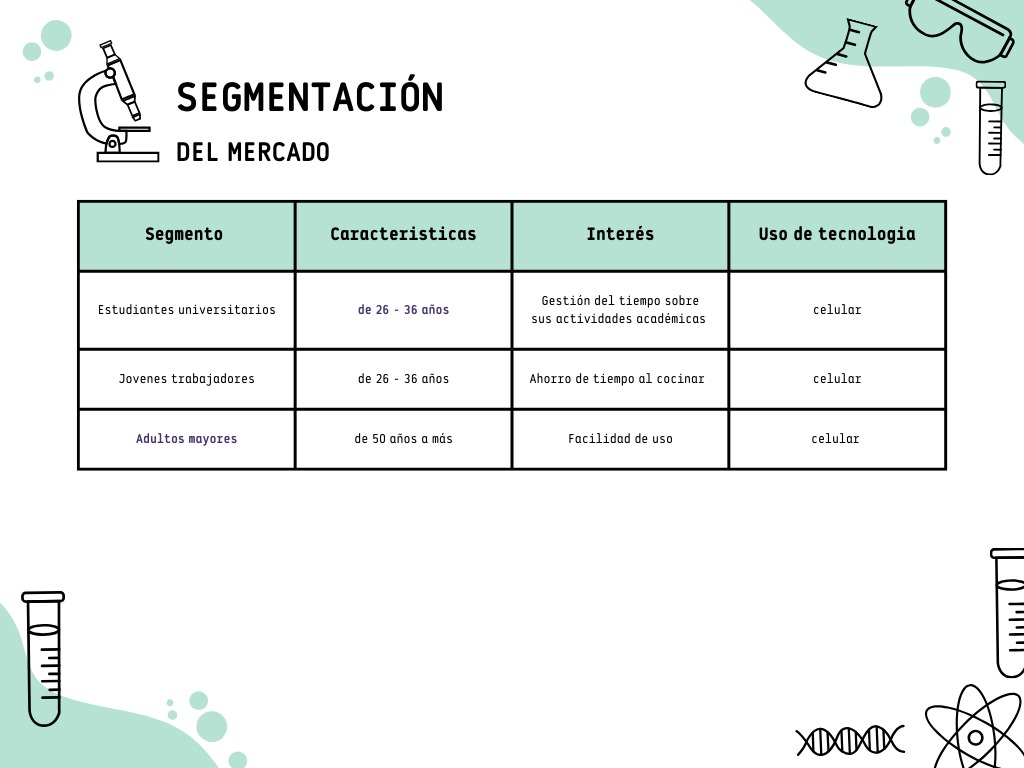 SEGMENTACIÓN
DEL MERCADO
Segmento
Caracteristicas
Interés
Uso de tecnologia
Estudiantes universitarios
de 26 - 36 años
Gestión del tiempo sobre
sus actividades académicas
celular
Jovenes trabajadores
de 26 - 36 años
Ahorro de tiempo al cocinar
celular
Adultos mayores
de 50 años a más
Facilidad de uso
celular